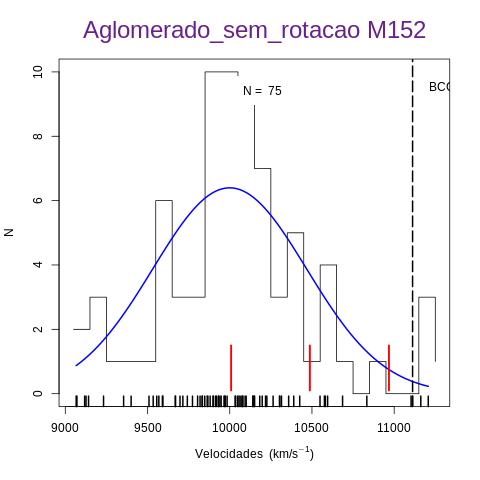 Aglomerado_sem_rotacao M152
N = 75
BCG
N
10
8
6
4
2
0
9000 9500 10000 10500 11000
Velocidades (km/s⁻¹)